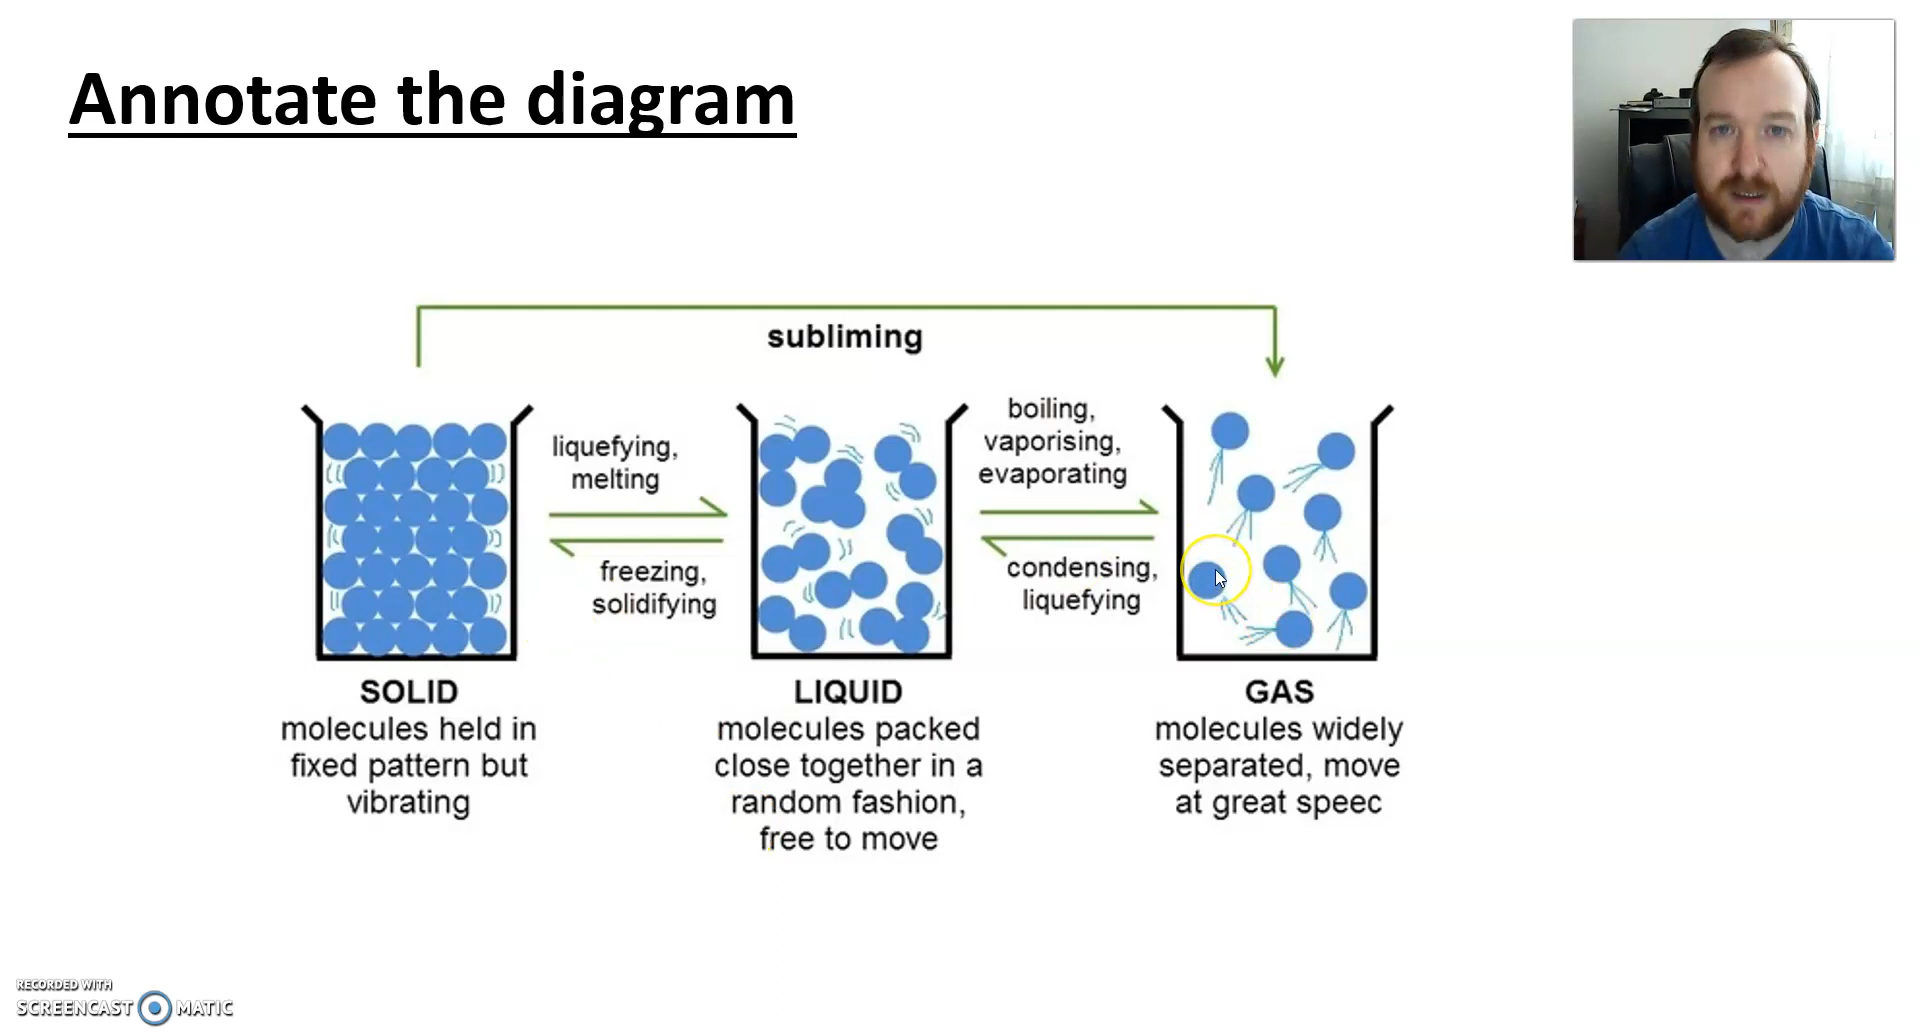 Annotate the diagram
subliming
liquefying,
melting
freezing,
solidifying
boiling,
vaporising,
evaporating
condensing,
liquefying
SOLID
molecules held in
fixed pattern but
vibrating
LIQUID
molecules packed
close together in a
random fashion,
free to move
GAS
molecules widely
separated, move
at great speec
RECORDED WITH
SCREENCAST MATIC